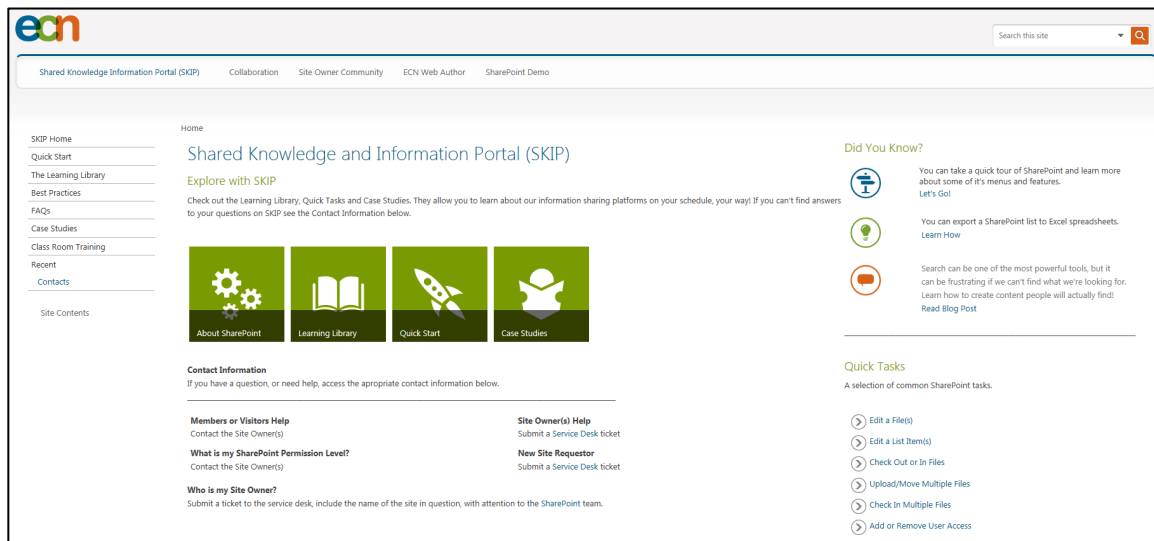 ecn
Search this site
Shared Knowledge Information Portal (SKIP)
Collaboration
Site Owner Community
ECN Web Author
SharePoint Demo
SKIP Home
Quick Start
The Learning Library
Best Practices
FAQs
Case Studies
Class Room Training
Recent
Contacts
Site Contents
Home
Shared Knowledge and Information Portal (SKIP)
Explore with SKIP
Check out the Learning Library, Quick Tasks and Case Studies. They allow you to learn about our information sharing platforms on your schedule, your way! If you can't find answers
to your questions on SKIP see the Contact Information below.
About SharePoint
Learning Library
Quick Start
Case Studies
Contact Information
If you have a question, or need help, access the apropriate contact information below.
Members or Visitors Help
Contact the Site Owner(s)
Site Owner(s) Help
Submit a Service Desk ticket
What is my SharePoint Permission Level?
Contact the Site Owner(s)
New Site Requestor
Submit a Service Desk ticket
Who is my Site Owner?
Submit a ticket to the service desk, include the name of the site in question, with attention to the SharePoint team.
Did You Know?
You can take a quick tour of SharePoint and learn more
about some of it's menus and features.
Let's Go!
You can export a SharePoint list to Excel spreadsheets.
Learn How
Search can be one of the most powerful tools, but it
can be frustrating if we can't find what we're looking for.
Learn how to create content people will actually find!
Read Blog Post
Quick Tasks
A selection of common SharePoint tasks.
Edit a File(s)
Edit a List Item(s)
Check Out or In Files
Upload/Move Multiple Files
Check In Multiple Files
Add or Remove User Access